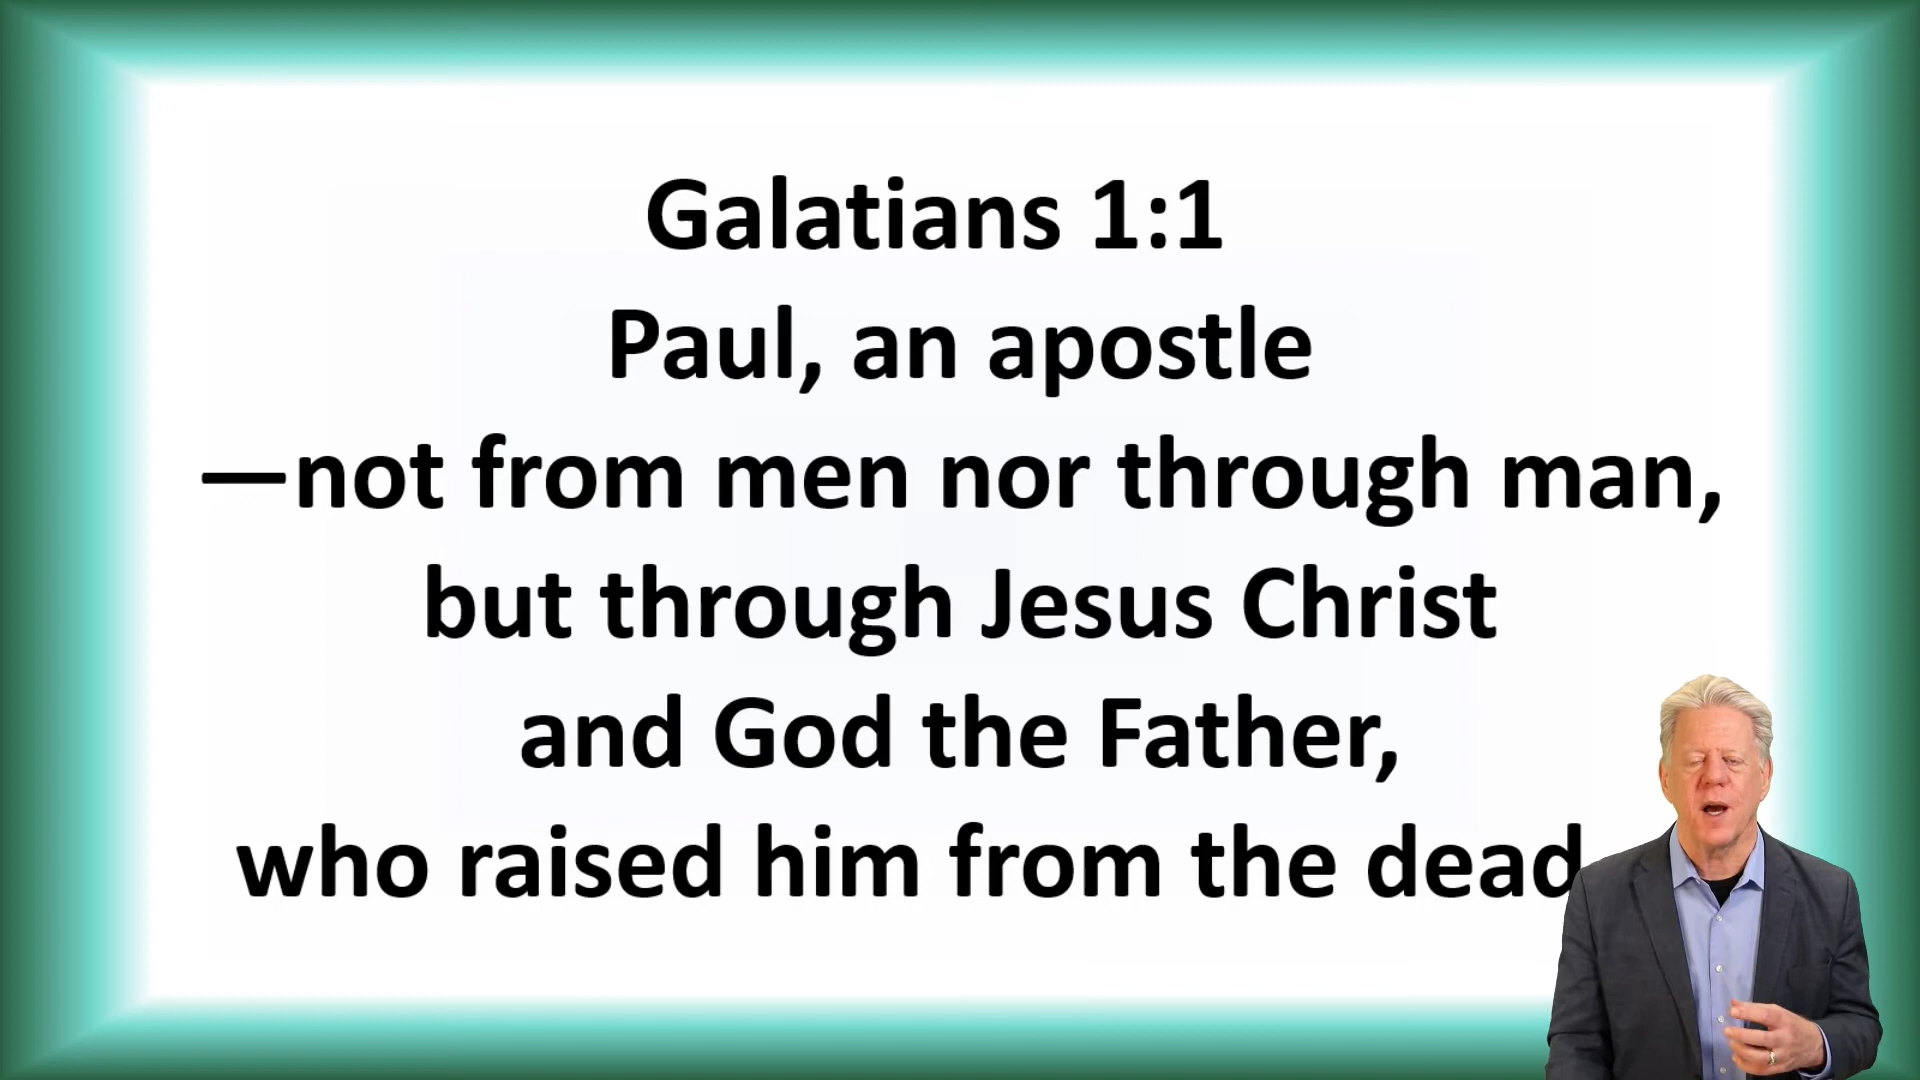 Galatians 1:1
Paul, an apostle
—not from men nor through man,
but through Jesus Christ
and God the Father,
who raised him from the dead